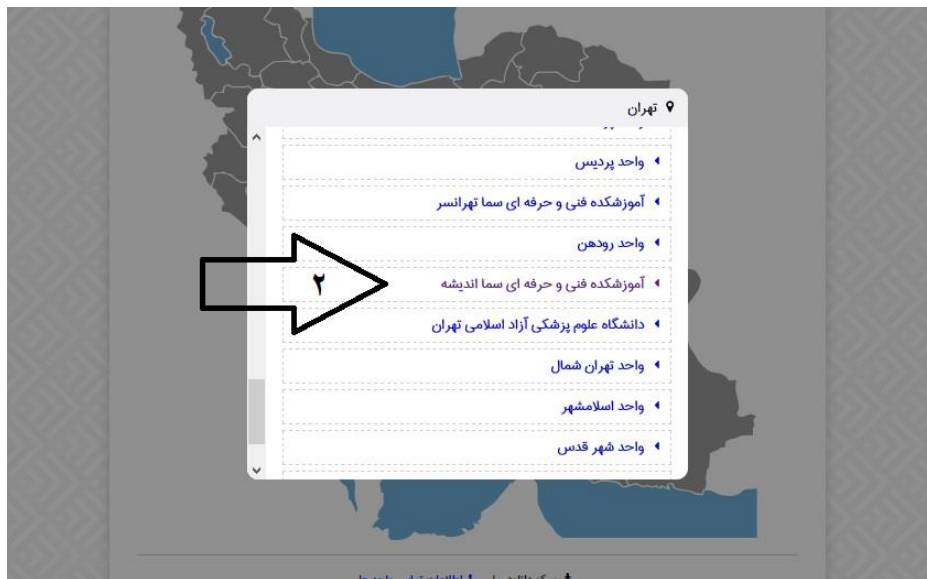 تهران
واحد پردیس
آموزشکده فنی و حرفه ای سما تهرانسر
واحد رودهن
آموزشکده فنی و حرفه ای سما اندیشه
۲
دانشگاه علوم پزشکی آزاد اسلامی تهران
واحد تهران شمال
واحد اسلامشهر
واحد شهر قدس